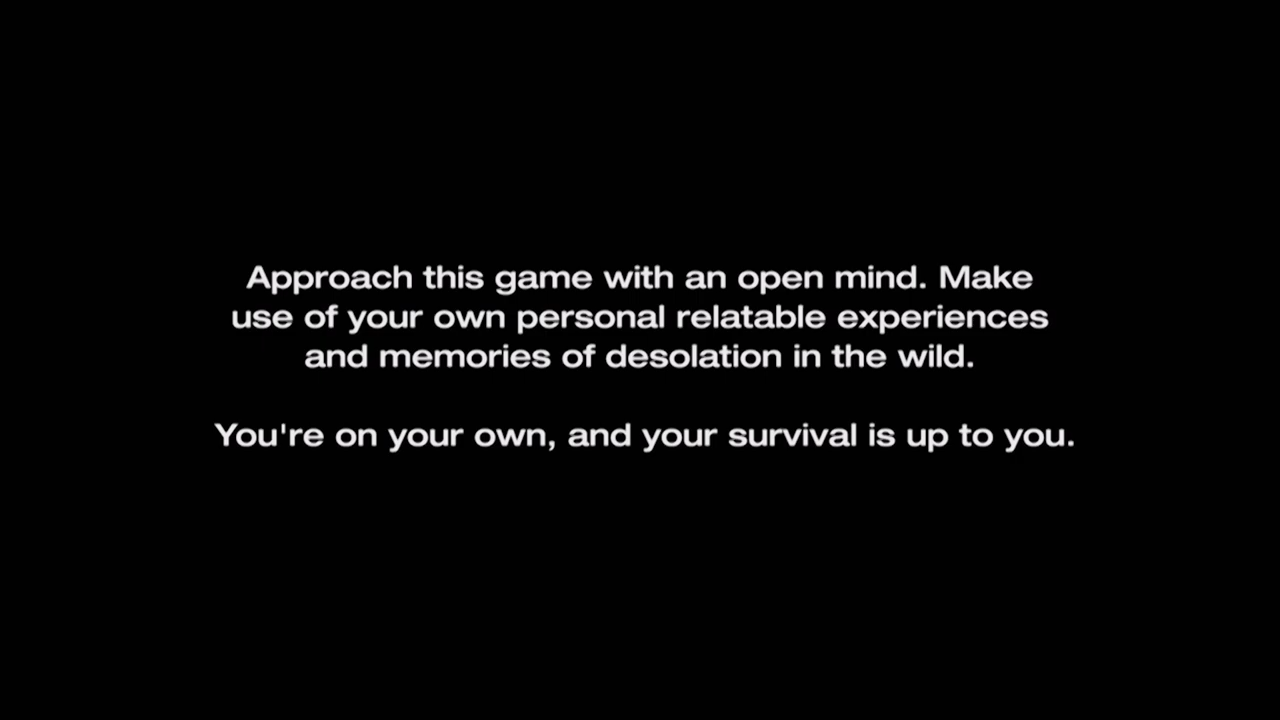 Approach this game with an open mind. Make
use of your own personal relatable experiences
and memories of desolation in the wild.
You're on your own, and your survival is up to you.